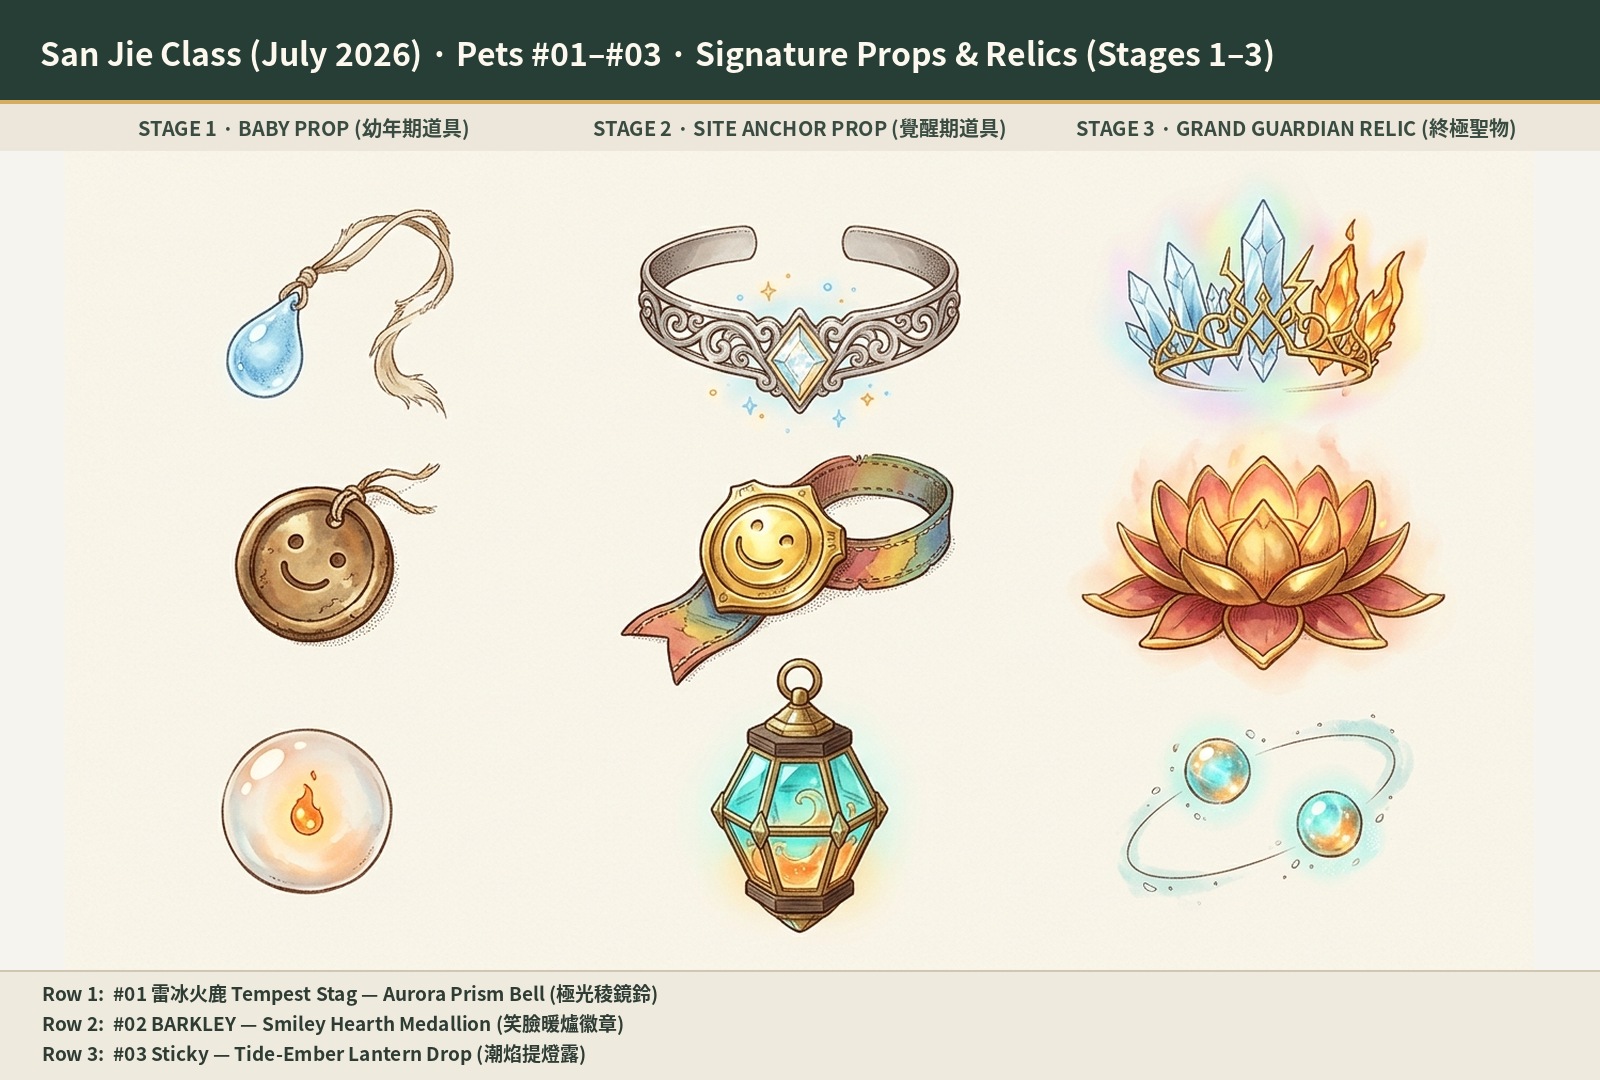 San Jie Class (July 2026) · Pets #01–#03 · Signature Props & Relics (Stages 1–3)
STAGE 1 · BABY PROP (幼年期道具)
STAGE 2 · SITE ANCHOR PROP (覺醒期道具)
STAGE 3 · GRAND GUARDIAN RELIC (終極聖物)
Row 1: #01 雷冰火鹿 Tempest Stag — Aurora Prism Bell (極光稜鏡鈴)
Row 2: #02 BARKLEY — Smiley Hearth Medallion (笑臉暖爐徽章)
Row 3: #03 Sticky — Tide-Ember Lantern Drop (潮焰提燈露)